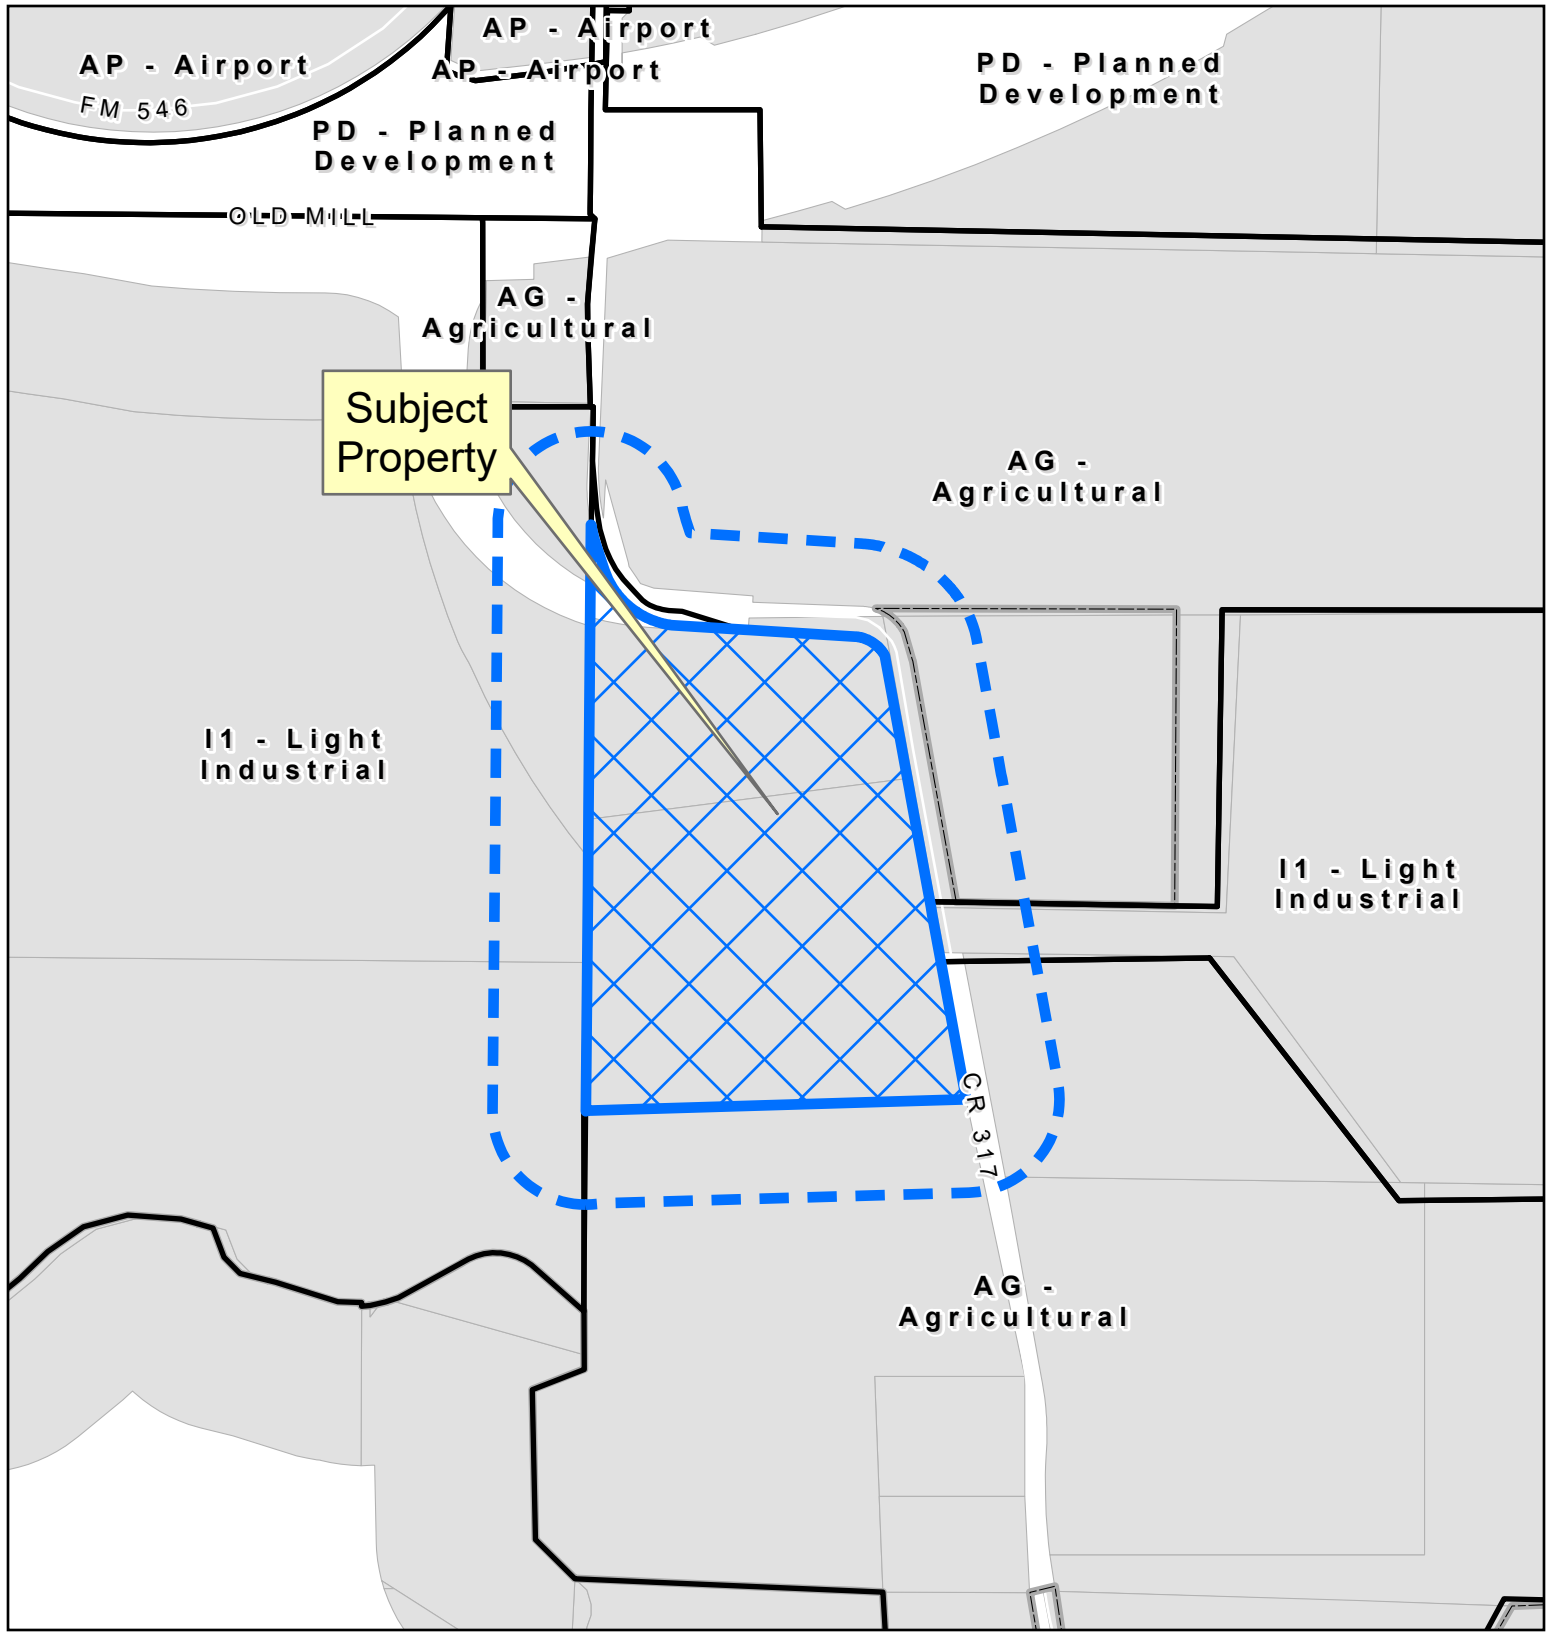 AP - Airport
AP - Airport
AP - Airport
FM 546
PD - Planned
Development
PD - Planned
Development
OLD MILL
AG -
Agricultural
Subject
Property
AG -
Agricultural
I1 - Light
Industrial
I1 - Light
Industrial
CR 317
AG -
Agricultural